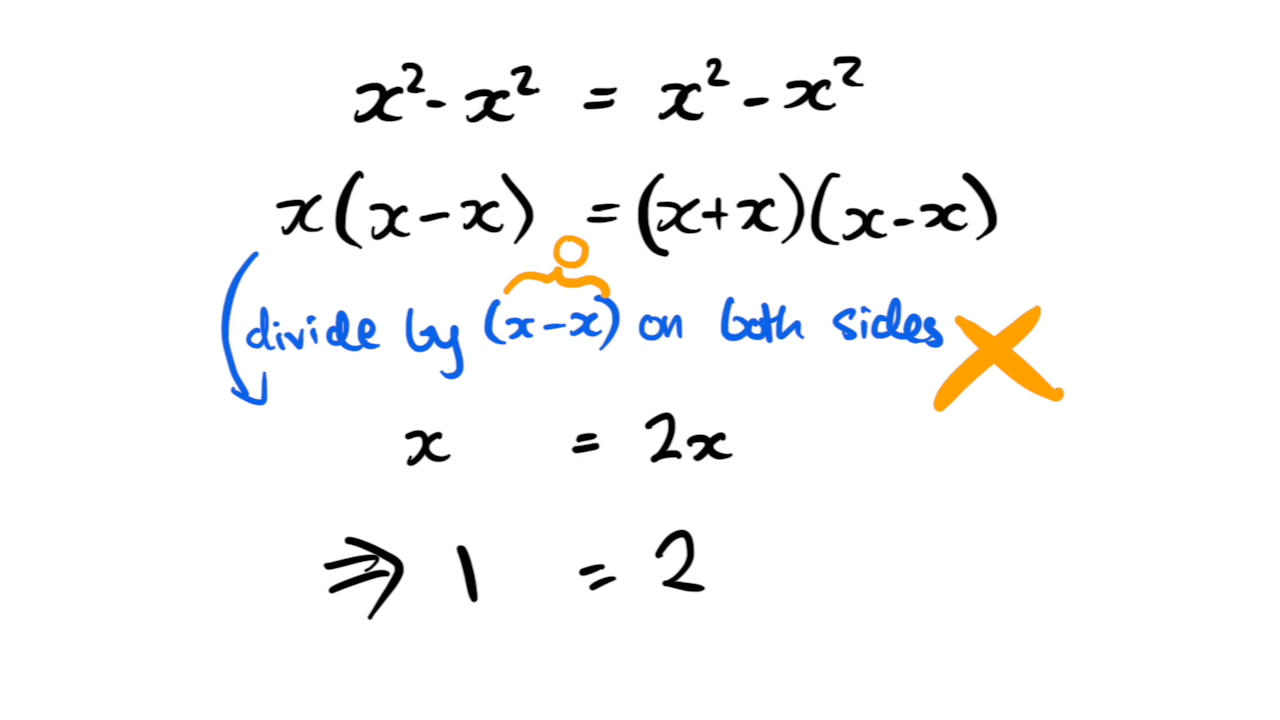 x² - x² = x² - x²
x(x-x) = (x+x)(x-x)
0
divide by (x-x) on both sides
x = 2x
⇒ 1 = 2